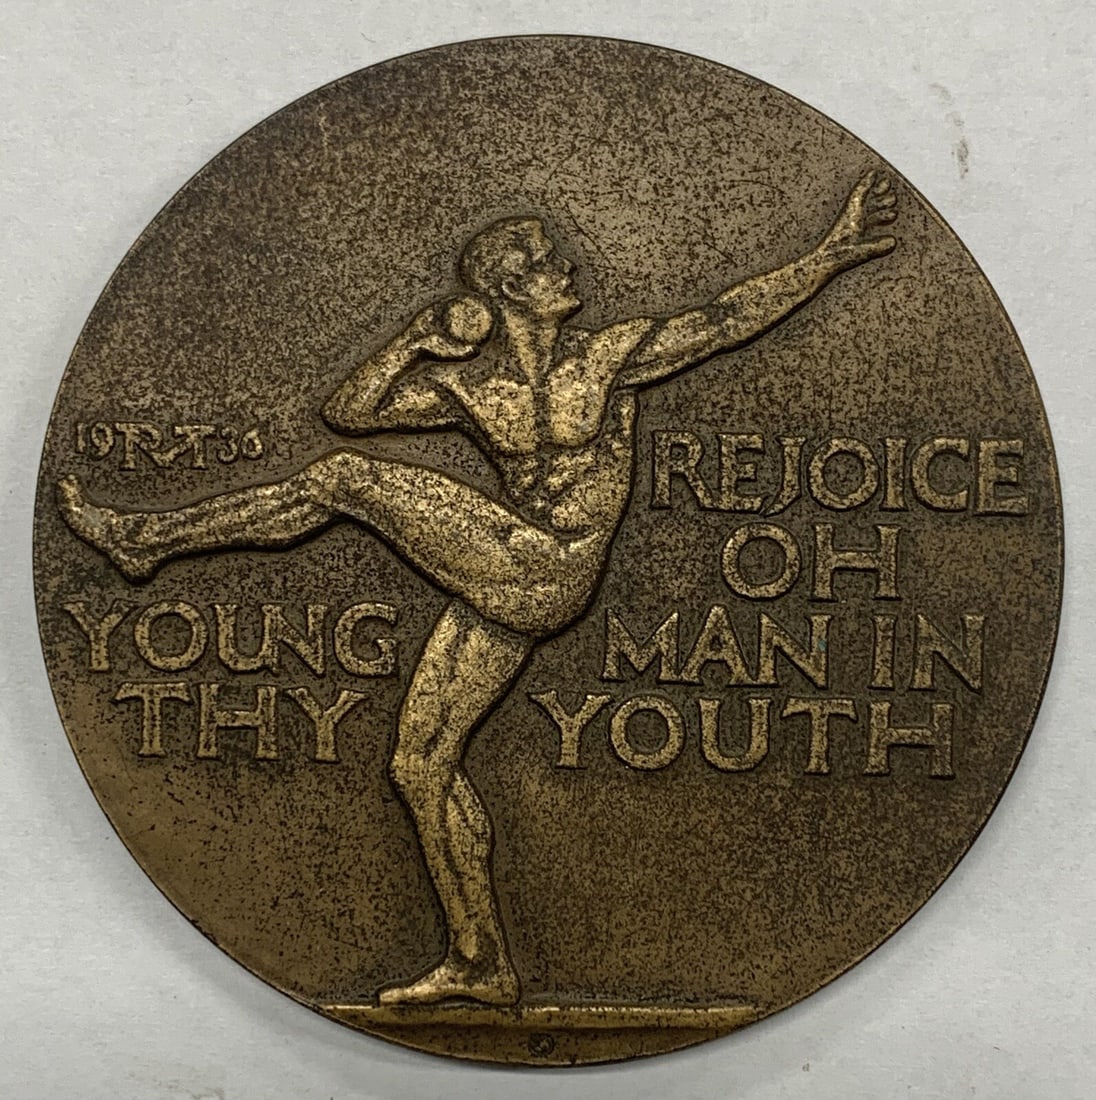 19 36
REJOICE
OH
YOUNG MAN IN
THY YOUTH